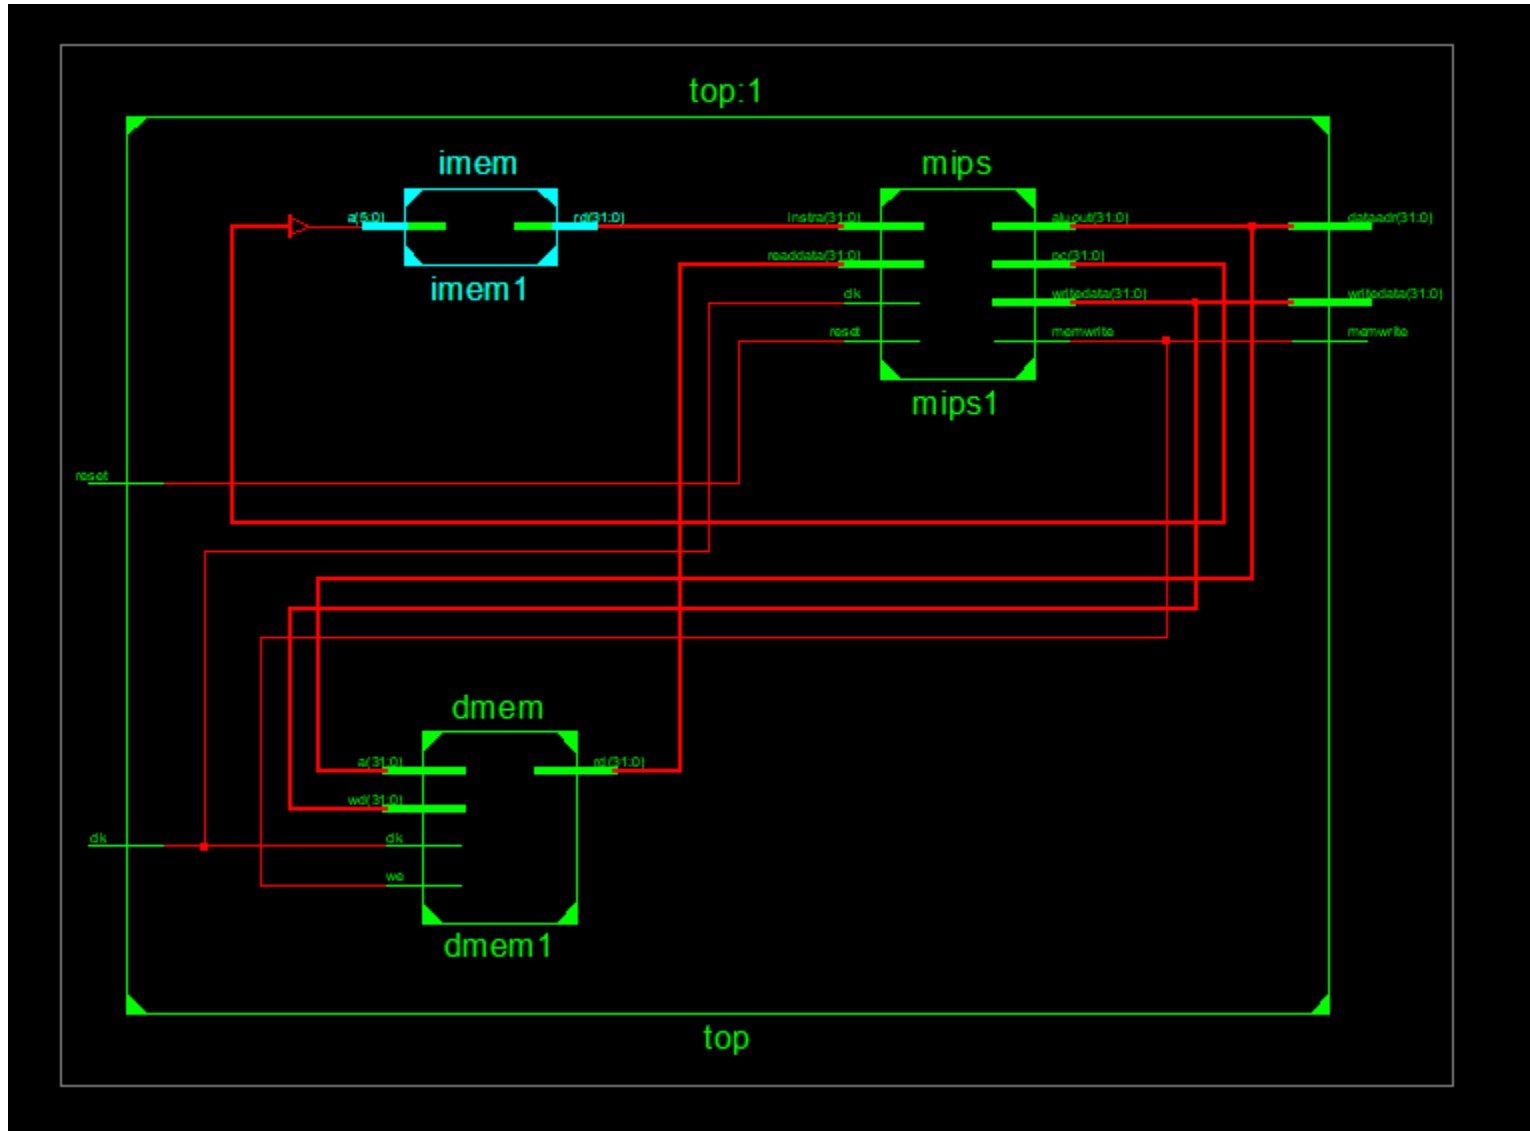 top:1
imem
mips
a(5:0)
rd(31:0)
instra(31:0)
aluout(31:0)
dataadr(31:0)
readdata(31:0)
pc(31:0)
imem1
clk
writedata(31:0)
writedata(31:0)
reset
memwrite
memwrite
mips1
reset
dmem
a(31:0)
rd(31:0)
wd(31:0)
clk
clk
we
dmem1
top